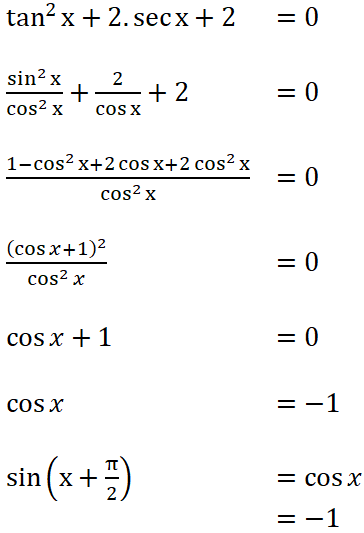 tan² x + 2. sec x + 2 = 0
sin² x / cos² x + 2 / cos x + 2 = 0
1−cos² x+2 cos x+2 cos² x / cos² x = 0
(cos x+1)² / cos² x = 0
cos x + 1 = 0
cos x = −1
sin (x + π/2) = cos x
= −1